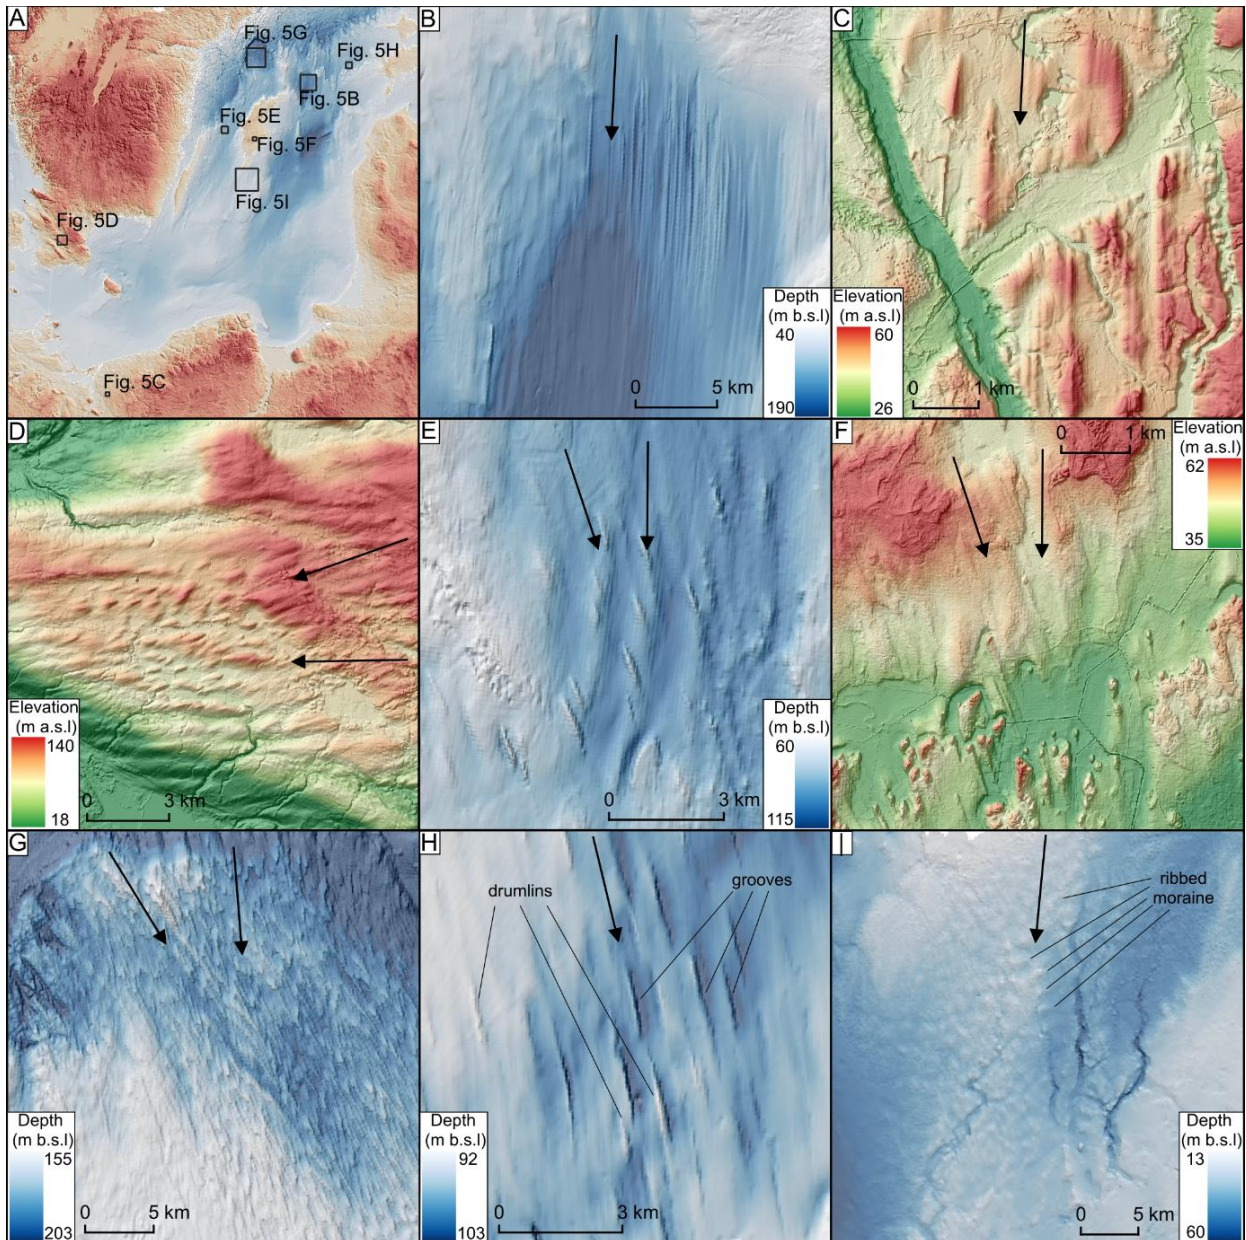 A
Fig. 5G
Fig. 5H
Fig. 5B
Fig. 5E
Fig. 5F
Fig. 5I
Fig. 5D
Fig. 5C
B
Depth
(m b.s.l)
40
190
0 5 km
C
Elevation
(m a.s.l)
60
26
0 1 km
D
Elevation
(m a.s.l)
140
18
0 3 km
E
Depth
(m b.s.l)
60
115
0 3 km
F
0 1 km
Elevation
(m a.s.l)
62
35
G
Depth
(m b.s.l)
155
203
0 5 km
H
drumlins
grooves
Depth
(m b.s.l)
92
103
0 3 km
I
ribbed
moraine
Depth
(m b.s.l)
13
60
0 5 km